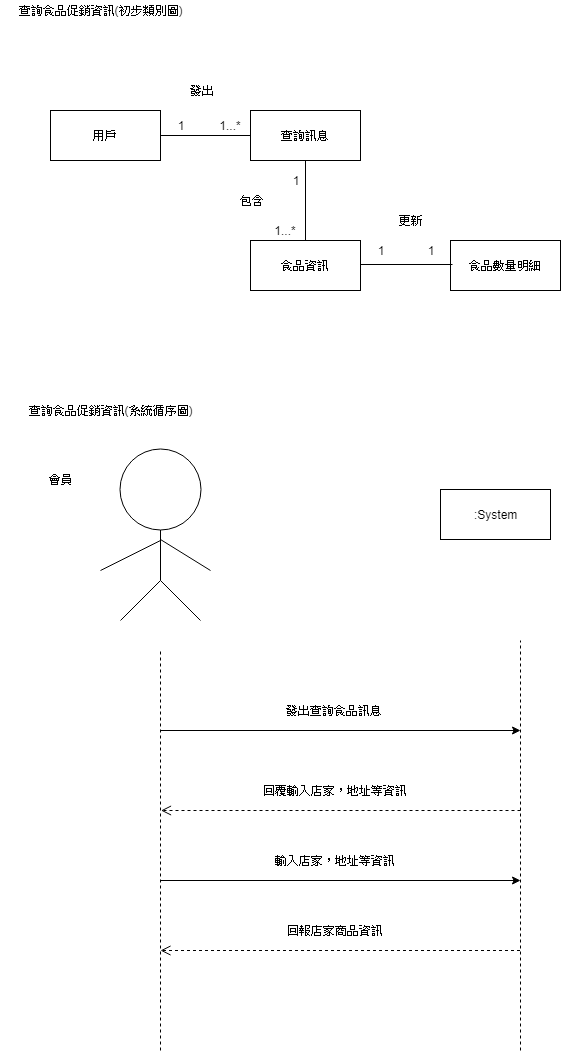 查詢食品促銷資訊(初步類別圖)
發出
用戶
1
1...*
查詢訊息
1
包含
1...*
更新
食品資訊
1
1
食品數量明細
查詢食品促銷資訊(系統循序圖)
會員
:System
發出查詢食品訊息
回覆輸入店家，地址等資訊
輸入店家，地址等資訊
回報店家商品資訊